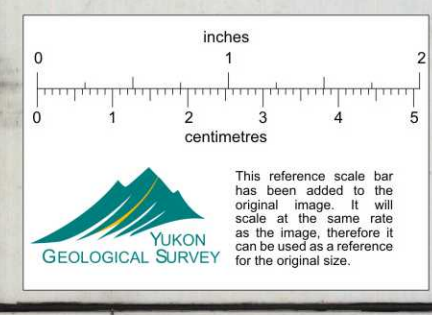 inches
0 1 2
0 1 2 3 4 5
centimetres
YUKON
GEOLOGICAL SURVEY
This reference scale bar
has been added to the
original image. It will
scale at the same rate
as the image, therefore it
can be used as a reference
for the original size.